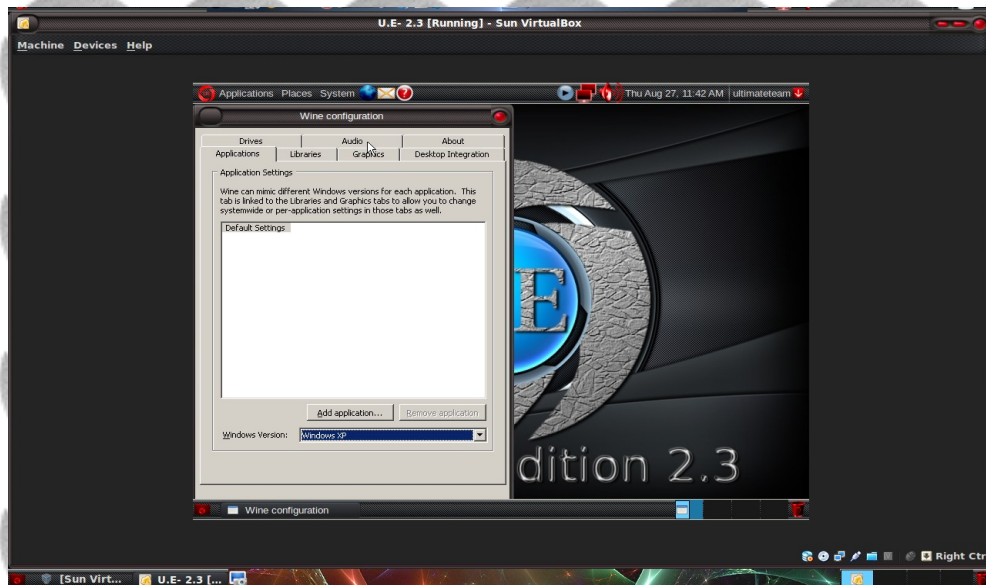 U.E- 2.3 [Running] - Sun VirtualBox
Machine Devices Help
Applications Places System
Thu Aug 27, 11:42 AM ultimateteam
Wine configuration
Drives Audio About
Applications Libraries Graphics Desktop Integration
Application Settings
Wine can mimic different Windows versions for each application. This
tab is linked to the Libraries and Graphics tabs to allow you to change
systemwide or per-application settings in those tabs as well.
Default Settings
Add application... Remove application
Windows Version: Windows XP
E
dition 2.3
Wine configuration
Right Ctr
[Sun Virt... U.E- 2.3 [...